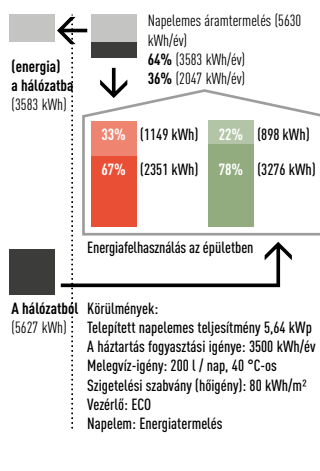 Napelemes áramtermelés (5630
kWh/év)
64% (3583 kWh/év)
36% (2047 kWh/év)
(energia)
a hálózatba
(3583 kWh)
33% (1149 kWh) 22% (898 kWh)
67% (2351 kWh) 78% (3276 kWh)
Energiafelhasználás az épületben
A hálózatból
(5627 kWh)
Körülmények:
Telepített napelemes teljesítmény 5,64 kWp
A háztartás fogyasztási igénye: 3500 kWh/év
Melegvíz-igény: 200 l / nap, 40 °C-os
Szigetelési szabvány (hőigény): 80 kWh/m²
Vezérlő: ECO
Napelem: Energiatermelés